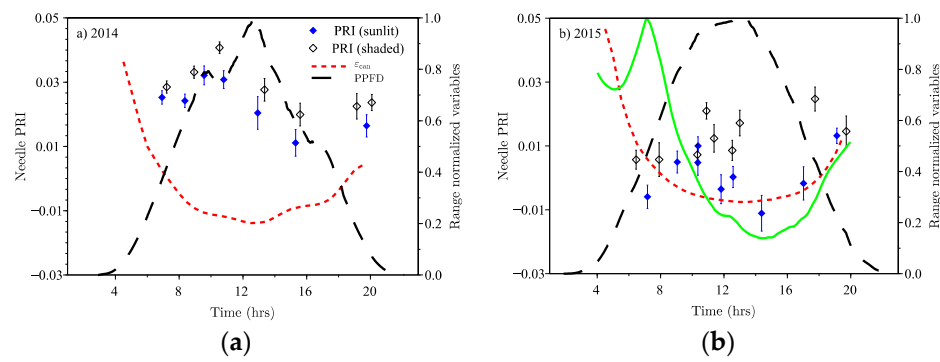 a) 2014
PRI (sunlit)
PRI (shaded)
εcan
PPFD
Needle PRI
0.05
0.03
0.01
−0.01
−0.03
4
8
12
16
20
Time (hrs)
1.0
0.8
0.6
0.4
0.2
0.0
Range normalized variables
(a)
b) 2015
Needle PRI
0.05
0.03
0.01
−0.01
−0.03
4
8
12
16
20
Time (hrs)
1.0
0.8
0.6
0.4
0.2
0.0
Range normalized variables
(b)